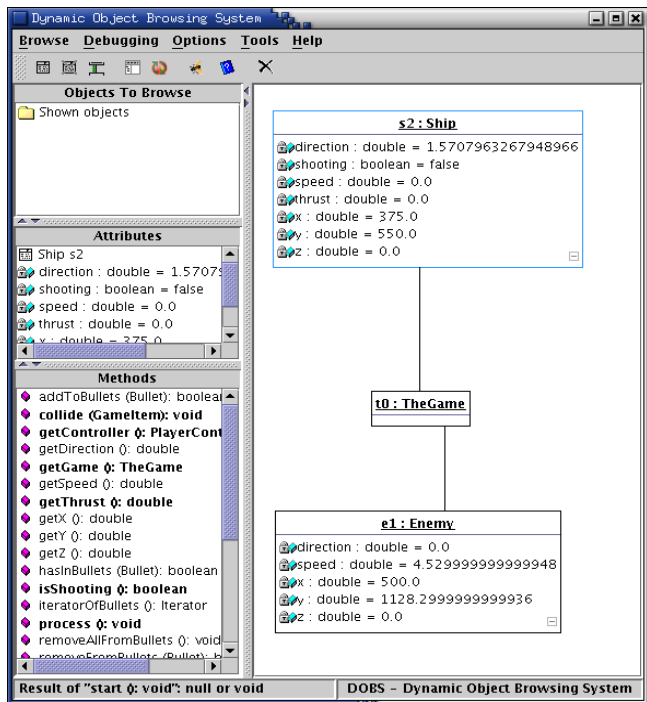 Dynamic Object Browsing System
Browse Debugging Options Tools Help
Objects To Browse
Shown objects
Attributes
Ship s2
direction : double = 1.5707
shooting : boolean = false
speed : double = 0.0
thrust : double = 0.0
x : double = 375.0
Methods
addToBullets (Bullet): boolea
collide (GameItem): void
getController (): PlayerCont
getDirection (): double
getGame (): TheGame
getSpeed (): double
getThrust (): double
getX (): double
getY (): double
getZ (): double
hasInBullets (Bullet): boolean
isShooting (): boolean
iteratorOfBullets (): Iterator
process (): void
removeAllFromBullets (): void
removeFromBullets (Bullet): b
s2 : Ship
direction : double = 1.5707963267948966
shooting : boolean = false
speed : double = 0.0
thrust : double = 0.0
x : double = 375.0
y : double = 550.0
z : double = 0.0
t0 : TheGame
e1 : Enemy
direction : double = 0.0
speed : double = 4.529999999999948
x : double = 500.0
y : double = 1128.2999999999936
z : double = 0.0
Result of "start (): void": null or void
DOBS - Dynamic Object Browsing System